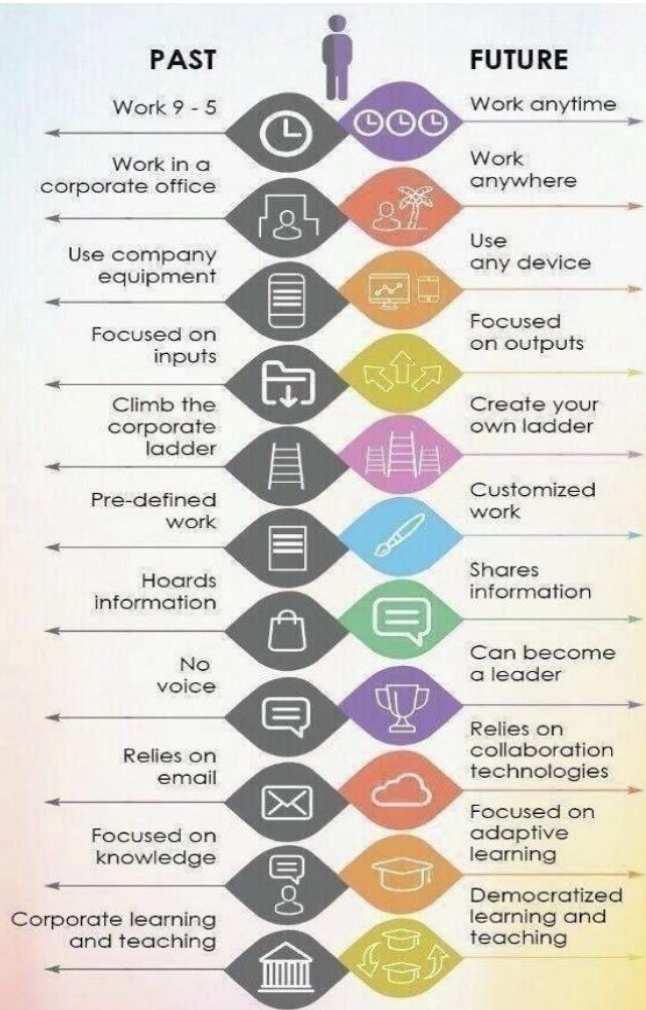 PAST
FUTURE
Work 9 - 5
Work anytime
Work in a
corporate office
Work
anywhere
Use company
equipment
Use
any device
Focused on
inputs
Focused
on outputs
Climb the
corporate
ladder
Create your
own ladder
Pre-defined
work
Customized
work
Hoards
information
Shares
information
No
voice
Can become
a leader
Relies on
email
Relies on
collaboration
technologies
Focused on
knowledge
Focused on
adaptive
learning
Corporate learning
and teaching
Democratized
learning and
teaching